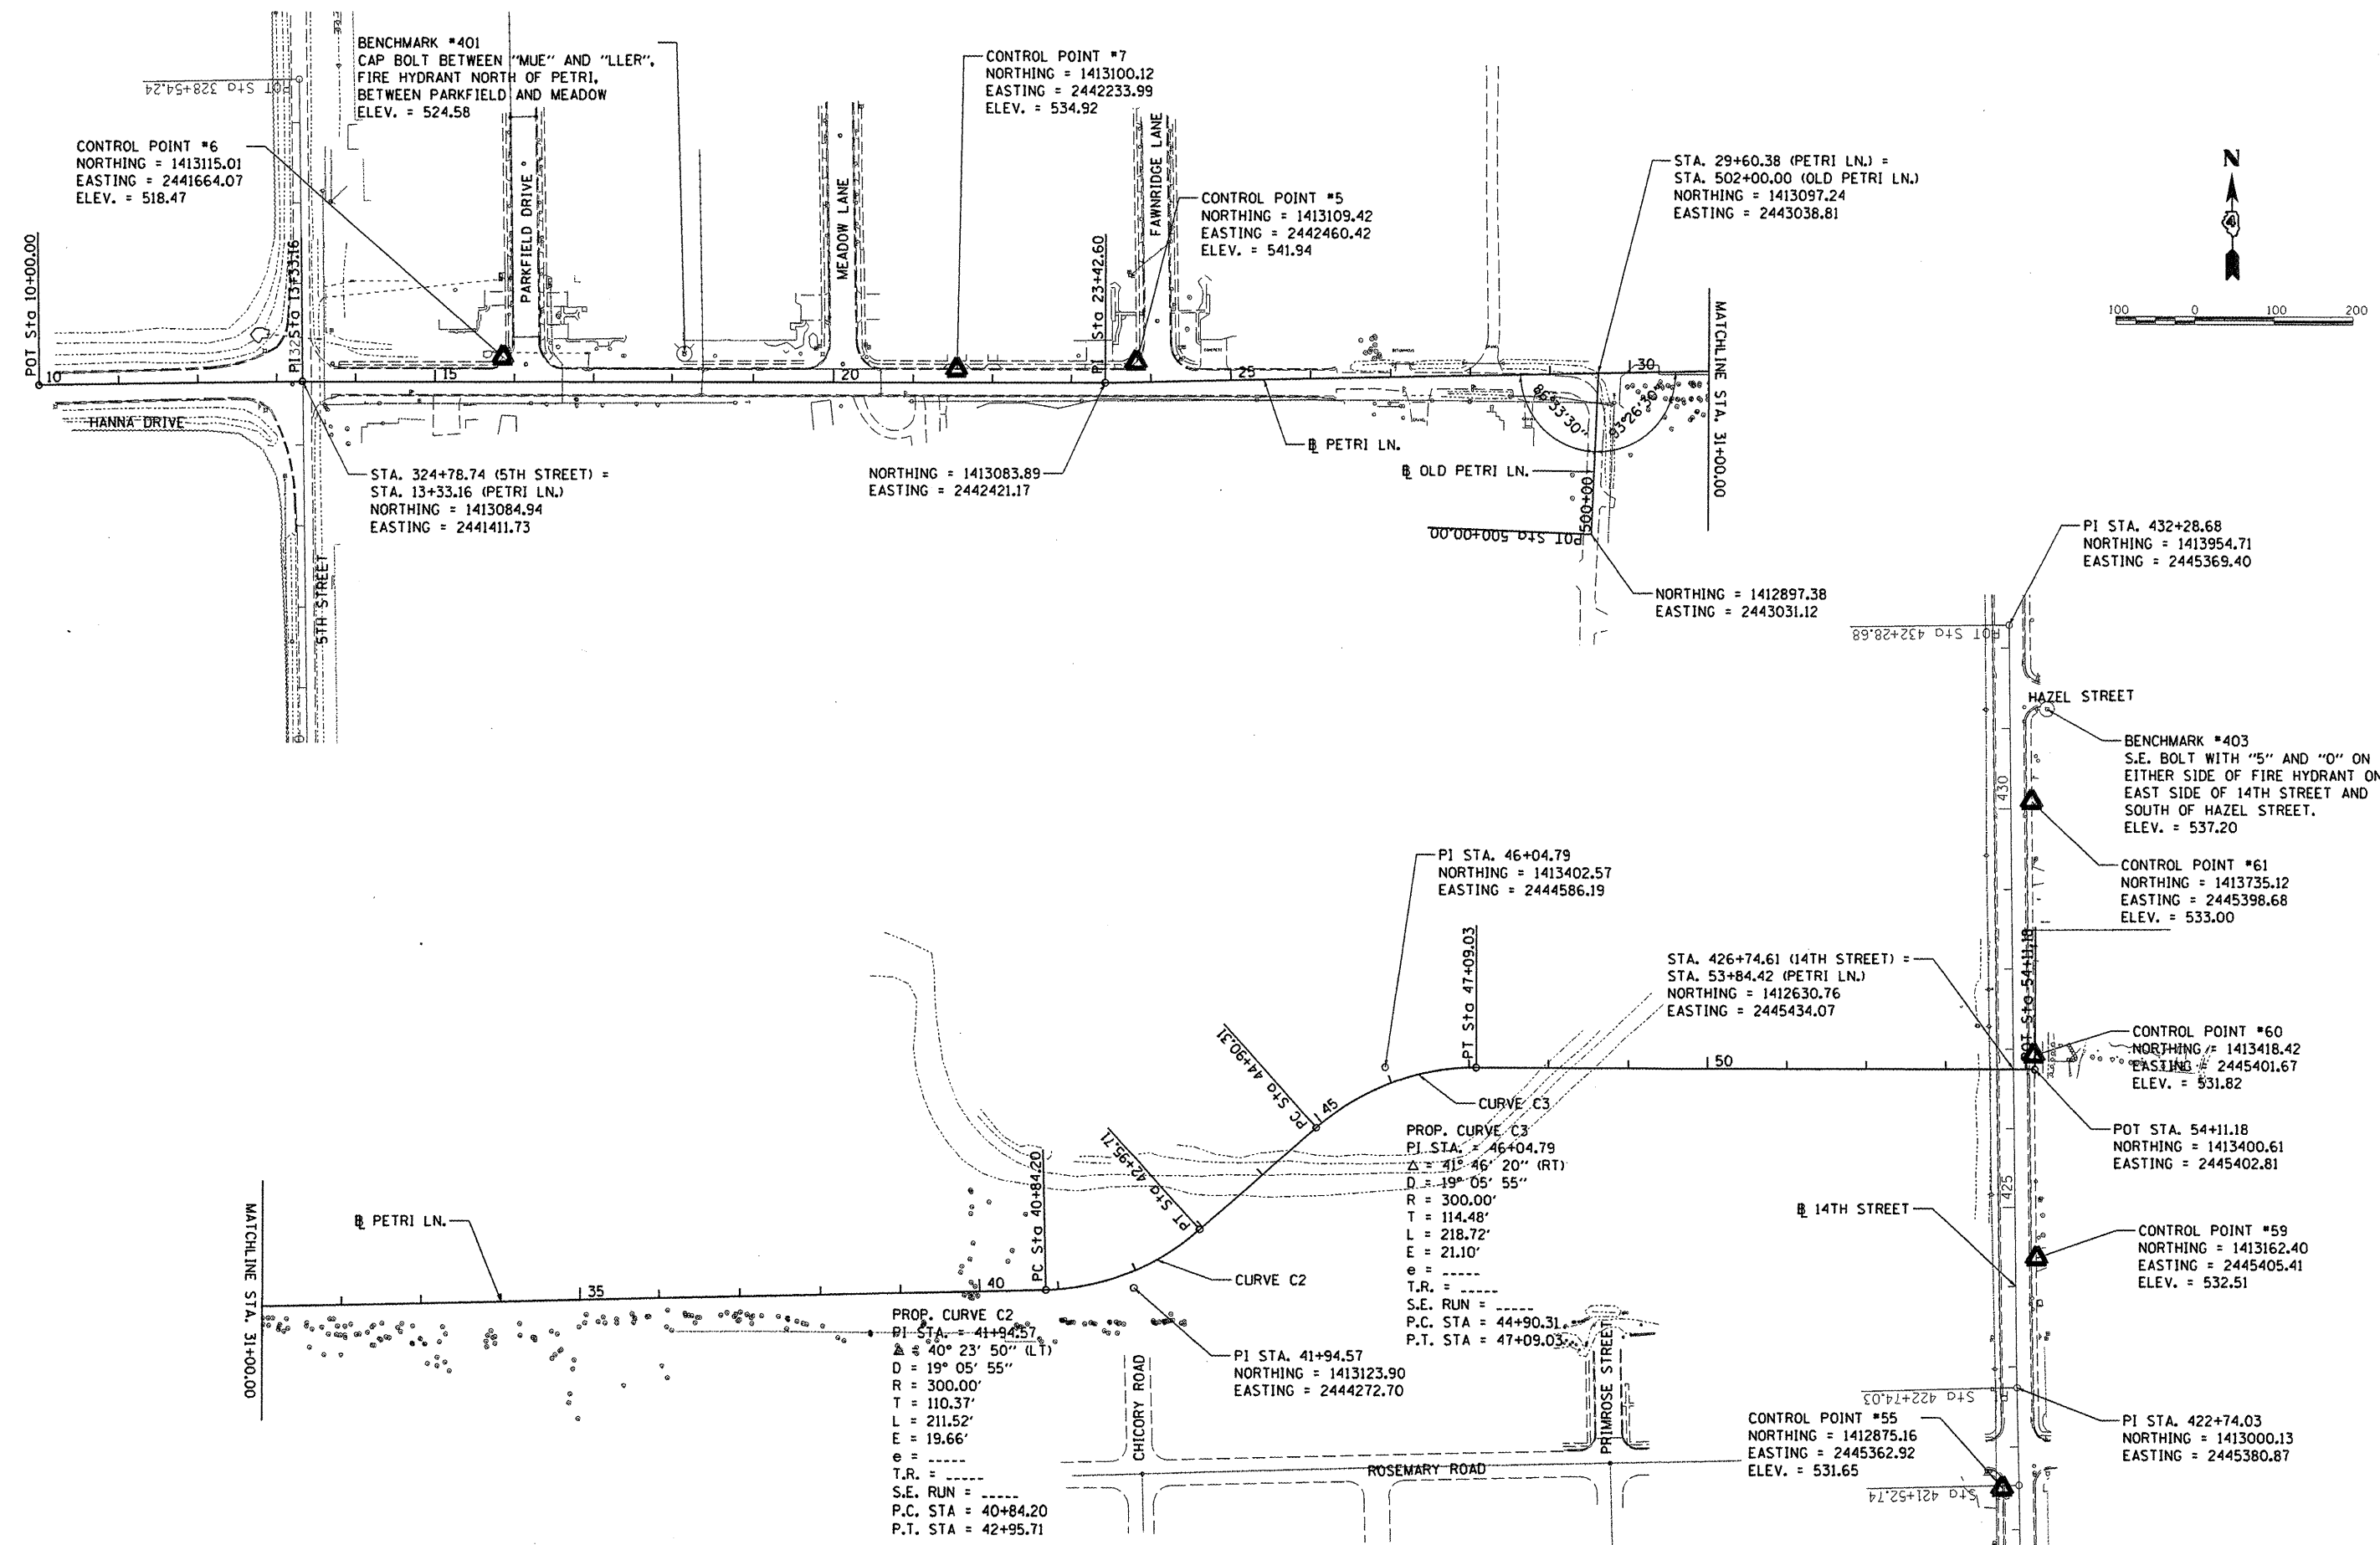 BENCHMARK #401
CAP BOLT BETWEEN "MUE" AND "LLER",
FIRE HYDRANT NORTH OF PETRI,
BETWEEN PARKFIELD AND MEADOW
ELEV. = 524.58
CONTROL POINT #7
NORTHING = 1413100.12
EASTING = 2442233.99
ELEV. = 534.92
POT Sta 328+54.24
CONTROL POINT #6
NORTHING = 1413115.01
EASTING = 2441664.07
ELEV. = 518.47
STA. 29+60.38 (PETRI LN.) =
STA. 502+00.00 (OLD PETRI LN.)
NORTHING = 1413097.24
EASTING = 2443038.81
CONTROL POINT #5
NORTHING = 1413109.42
EASTING = 2442460.42
ELEV. = 541.94
N
100 0 100 200
POT Sta 10+00.00
PI Sta 13+33.16
PARKFIELD DRIVE
MEADOW LANE
PI Sta 23+42.60
FAWNRIDGE LANE
MATCHLINE STA. 31+00.00
10
15
20
25
30
86°33'30"
93°26'30"
HANNA DRIVE
5TH STREET
STA. 324+78.74 (5TH STREET) =
STA. 13+33.16 (PETRI LN.)
NORTHING = 1413084.94
EASTING = 2441411.73
NORTHING = 1413083.89
EASTING = 2442421.17
BL PETRI LN.
BL OLD PETRI LN.
500+00
POT Sta 500+00.00
NORTHING = 1412897.38
EASTING = 2443031.12
PI STA. 432+28.68
NORTHING = 1413954.71
EASTING = 2445369.40
POT Sta 432+28.68
HAZEL STREET
BENCHMARK #403
S.E. BOLT WITH "5" AND "0" ON
EITHER SIDE OF FIRE HYDRANT ON
EAST SIDE OF 14TH STREET AND
SOUTH OF HAZEL STREET.
ELEV. = 537.20
430
CONTROL POINT #61
NORTHING = 1413735.12
EASTING = 2445398.68
ELEV. = 533.00
PI STA. 46+04.79
NORTHING = 1413402.57
EASTING = 2444586.19
PT Sta 47+09.03
STA. 426+74.61 (14TH STREET) =
STA. 53+84.42 (PETRI LN.)
NORTHING = 1412630.76
EASTING = 2445434.07
POT Sta 54+11.18
CONTROL POINT #60
NORTHING = 1413418.42
EASTING = 2445401.67
ELEV. = 531.82
50
PC Sta 44+90.31
45
CURVE C3
PROP. CURVE C3
PI STA. = 46+04.79
Δ = 41° 46' 20" (RT)
D = 19° 05' 55"
R = 300.00'
T = 114.48'
L = 218.72'
E = 21.10'
e = _____
T.R. = _____
S.E. RUN = _____
P.C. STA = 44+90.31
P.T. STA = 47+09.03
POT STA. 54+11.18
NORTHING = 1413400.61
EASTING = 2445402.81
425
BL 14TH STREET
CONTROL POINT #59
NORTHING = 1413162.40
EASTING = 2445405.41
ELEV. = 532.51
PT Sta 42+95.71
PC Sta 40+84.20
MATCHLINE STA. 31+00.00
BL PETRI LN.
35
40
CURVE C2
PROP. CURVE C2
PI STA. = 41+94.57
Δ = 40° 23' 50" (LT)
D = 19° 05' 55"
R = 300.00'
T = 110.37'
L = 211.52'
E = 19.66'
e = _____
T.R. = _____
S.E. RUN = _____
P.C. STA = 40+84.20
P.T. STA = 42+95.71
PI STA. 41+94.57
NORTHING = 1413123.90
EASTING = 2444272.70
CHICORY ROAD
PRIMROSE STREET
ROSEMARY ROAD
Sta 422+74.03
CONTROL POINT #55
NORTHING = 1412875.16
EASTING = 2445362.92
ELEV. = 531.65
Sta 421+52.74
PI STA. 422+74.03
NORTHING = 1413000.13
EASTING = 2445380.87